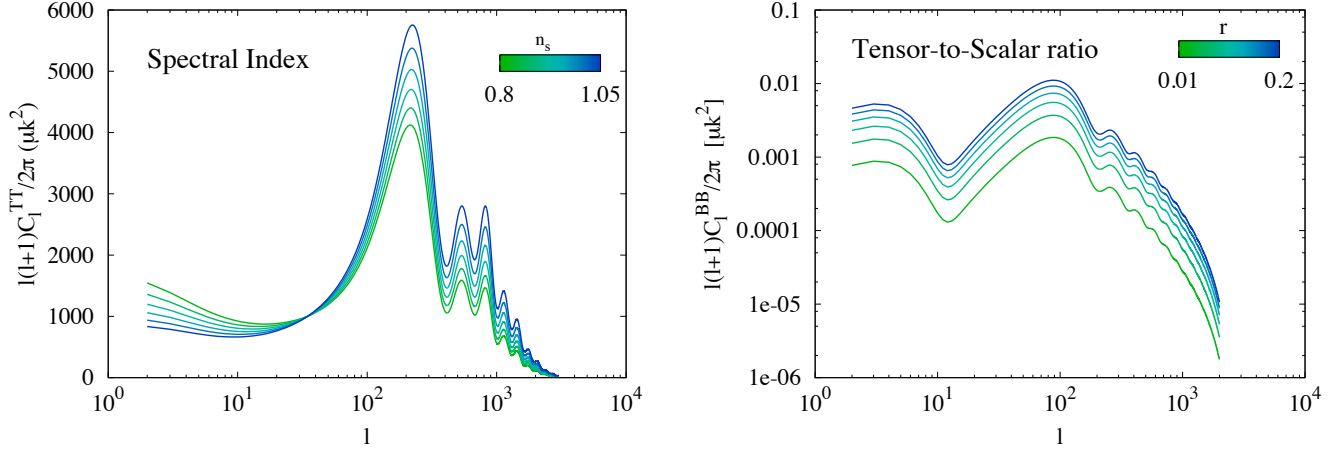 6000
5000
4000
3000
2000
1000
0
10^0
10^1
10^2
10^3
10^4
l(l+1)C_l^TT/2π (μk²)
l
Spectral Index
n_s
0.8
1.05
0.1
0.01
0.001
0.0001
1e-05
1e-06
10^0
10^1
10^2
10^3
10^4
l(l+1)C_l^BB/2π [μk²]
l
Tensor-to-Scalar ratio
r
0.01
0.2